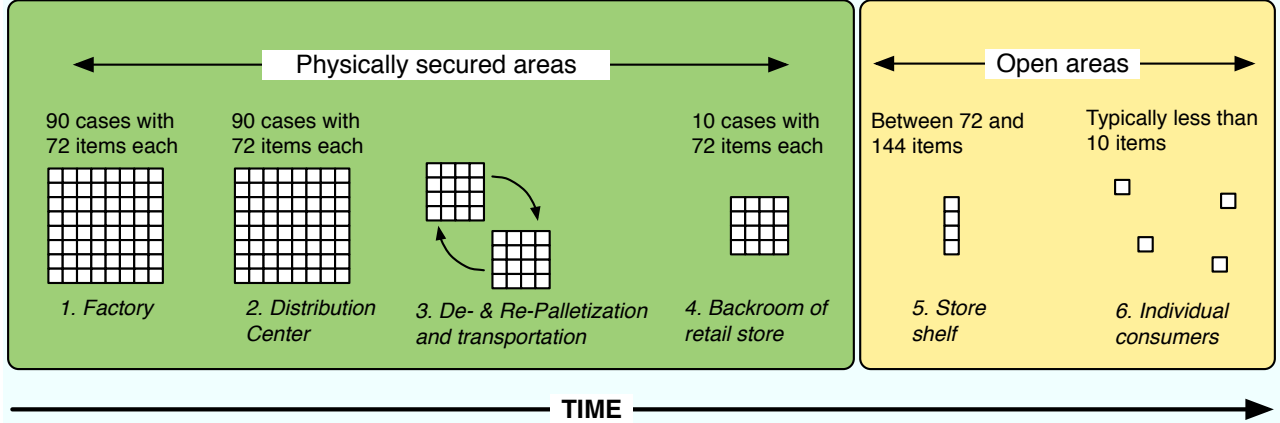 Physically secured areas
Open areas
90 cases with
72 items each
90 cases with
72 items each
10 cases with
72 items each
Between 72 and
144 items
Typically less than
10 items
1. Factory
2. Distribution
Center
3. De- & Re-Palletization
and transportation
4. Backroom of
retail store
5. Store
shelf
6. Individual
consumers
TIME